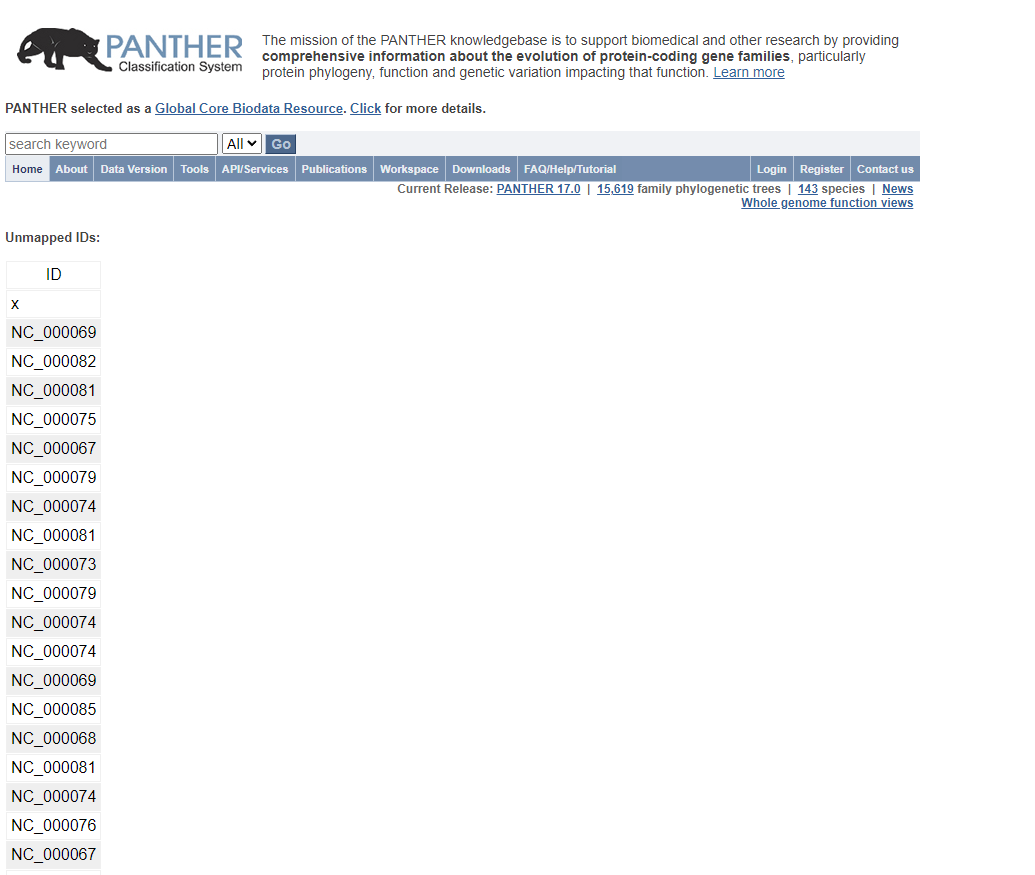 PANTHER
Classification System
The mission of the PANTHER knowledgebase is to support biomedical and other research by providing
comprehensive information about the evolution of protein-coding gene families, particularly
protein phylogeny, function and genetic variation impacting that function. Learn more
PANTHER selected as a Global Core Biodata Resource. Click for more details.
search keyword All Go
Home About Data Version Tools API/Services Publications Workspace Downloads FAQ/Help/Tutorial Login Register Contact us
Current Release: PANTHER 17.0 | 15,619 family phylogenetic trees | 143 species | News
Whole genome function views
Unmapped IDs:
ID
x
NC_000069
NC_000082
NC_000081
NC_000075
NC_000067
NC_000079
NC_000074
NC_000081
NC_000073
NC_000079
NC_000074
NC_000074
NC_000069
NC_000085
NC_000068
NC_000081
NC_000074
NC_000076
NC_000067